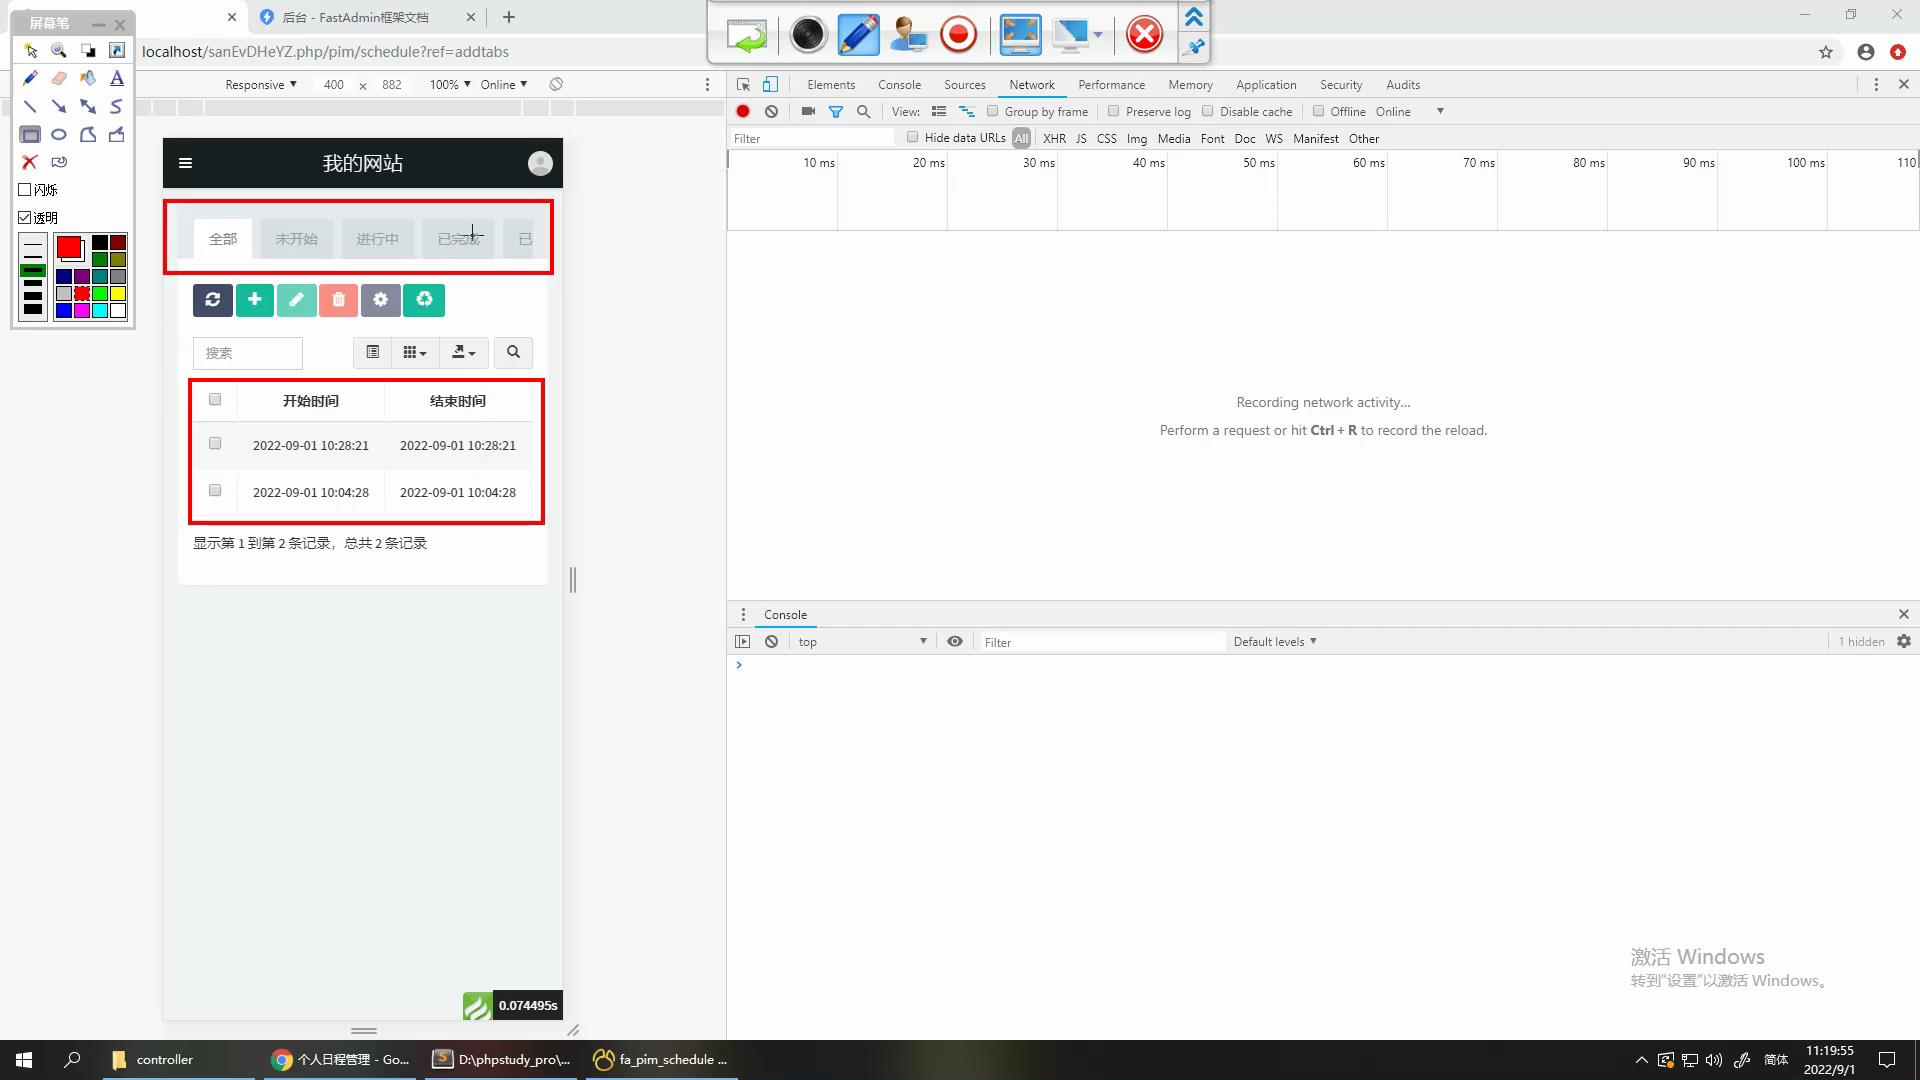 屏幕笔
后台 - FastAdmin框架文档
localhost/sanEvDHeYZ.php/pim/schedule?ref=addtabs
闪烁
透明
Responsive 400 x 882 100% Online
我的网站
全部 未开始 进行中 已完成 已
搜索
开始时间 结束时间
2022-09-01 10:28:21 2022-09-01 10:28:21
2022-09-01 10:04:28 2022-09-01 10:04:28
显示第 1 到第 2 条记录，总共 2 条记录
0.074495s
Elements Console Sources Network Performance Memory Application Security Audits
View: Group by frame Preserve log Disable cache Offline Online
Filter Hide data URLs All XHR JS CSS Img Media Font Doc WS Manifest Other
10 ms 20 ms 30 ms 40 ms 50 ms 60 ms 70 ms 80 ms 90 ms 100 ms 110
Recording network activity...
Perform a request or hit Ctrl + R to record the reload.
Console
top Filter Default levels 1 hidden
激活 Windows
转到“设置”以激活 Windows。
controller 个人日程管理 - Go... D:\phpstudy_pro\... fa_pim_schedule ...
简体 11:19:55
2022/9/1